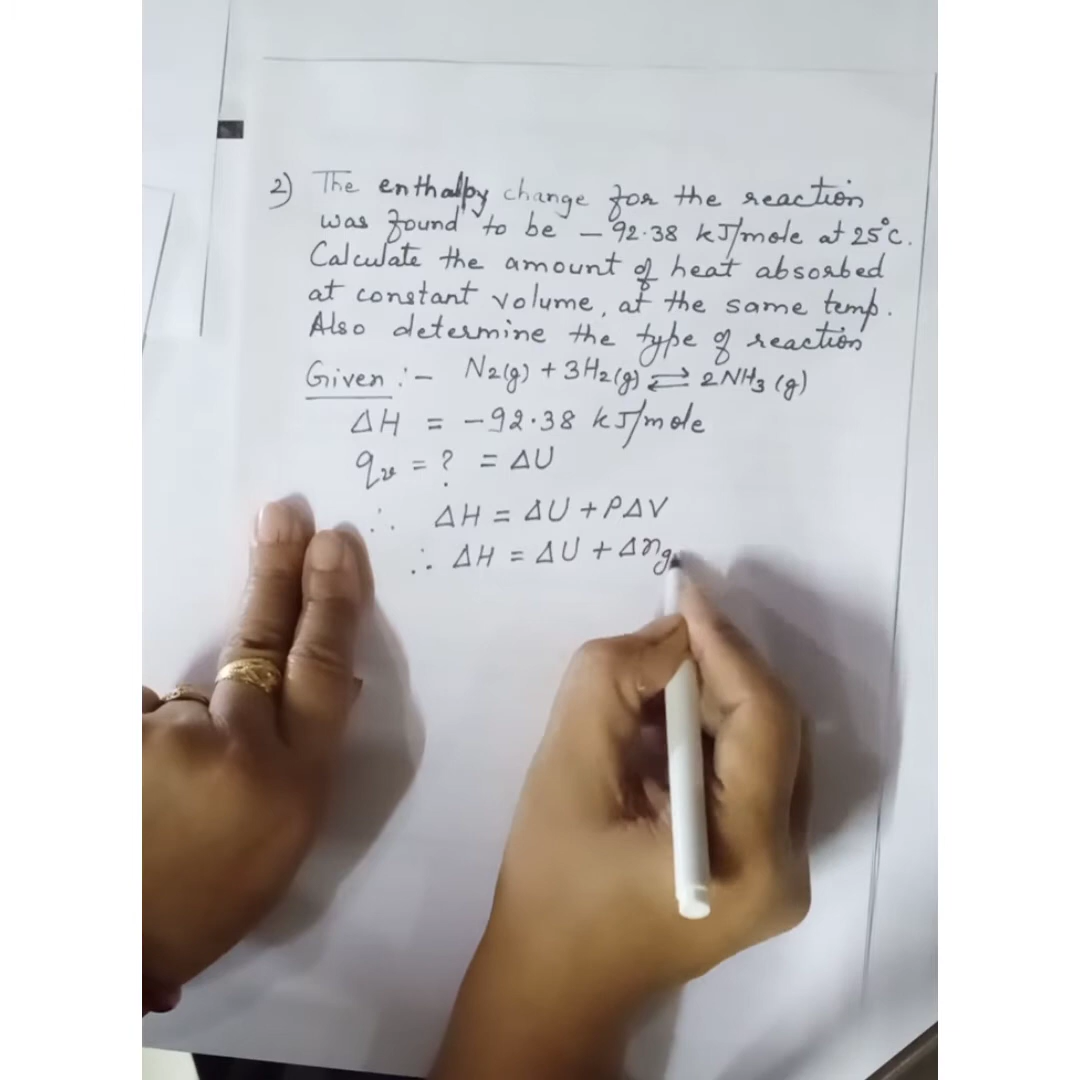 2) The enthalpy change for the reaction
was found to be -92.38 kJ/mole at 25°C.
Calculate the amount of heat absorbed
at constant volume, at the same temp.
Also determine the type of reaction
Given :- N2(g) + 3H2(g) ⇄ 2NH3(g)
ΔH = -92.38 kJ/mole
qv = ? = ΔU
∴ ΔH = ΔU + PΔV
∴ ΔH = ΔU + Δng